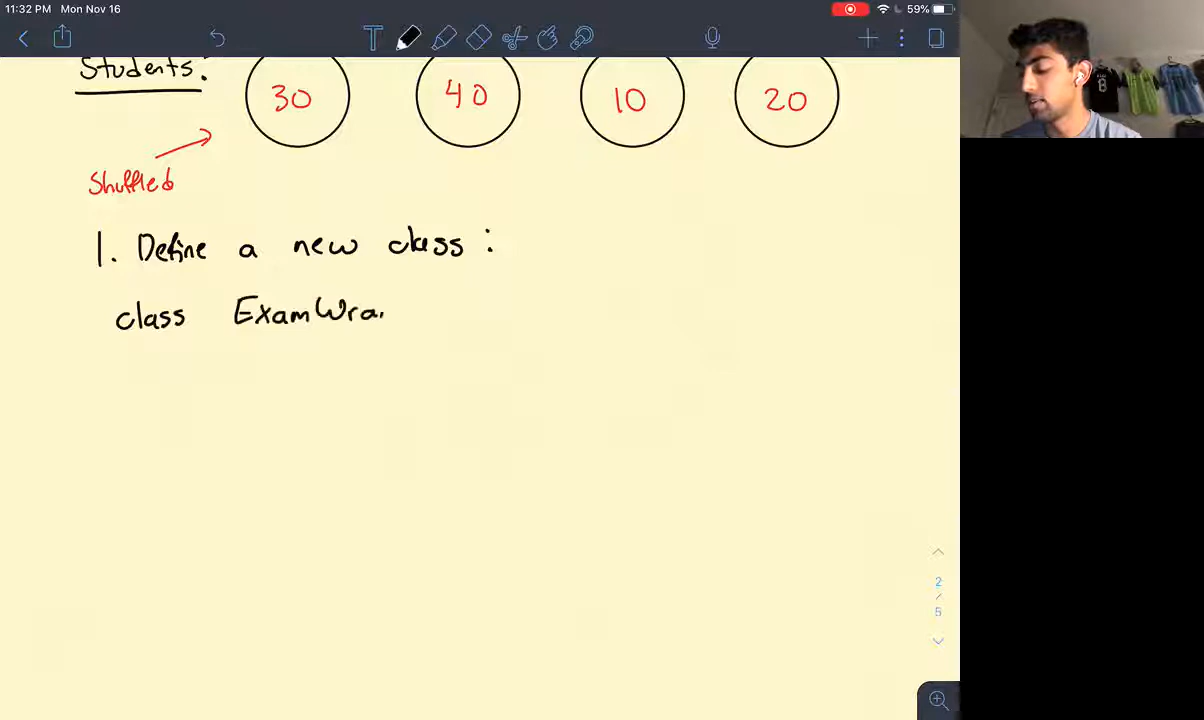 11:32 PM Mon Nov 16
59%
Students:
30 40 10 20
Shuffled
1. Define a new class:
class ExamWra
2
/
5